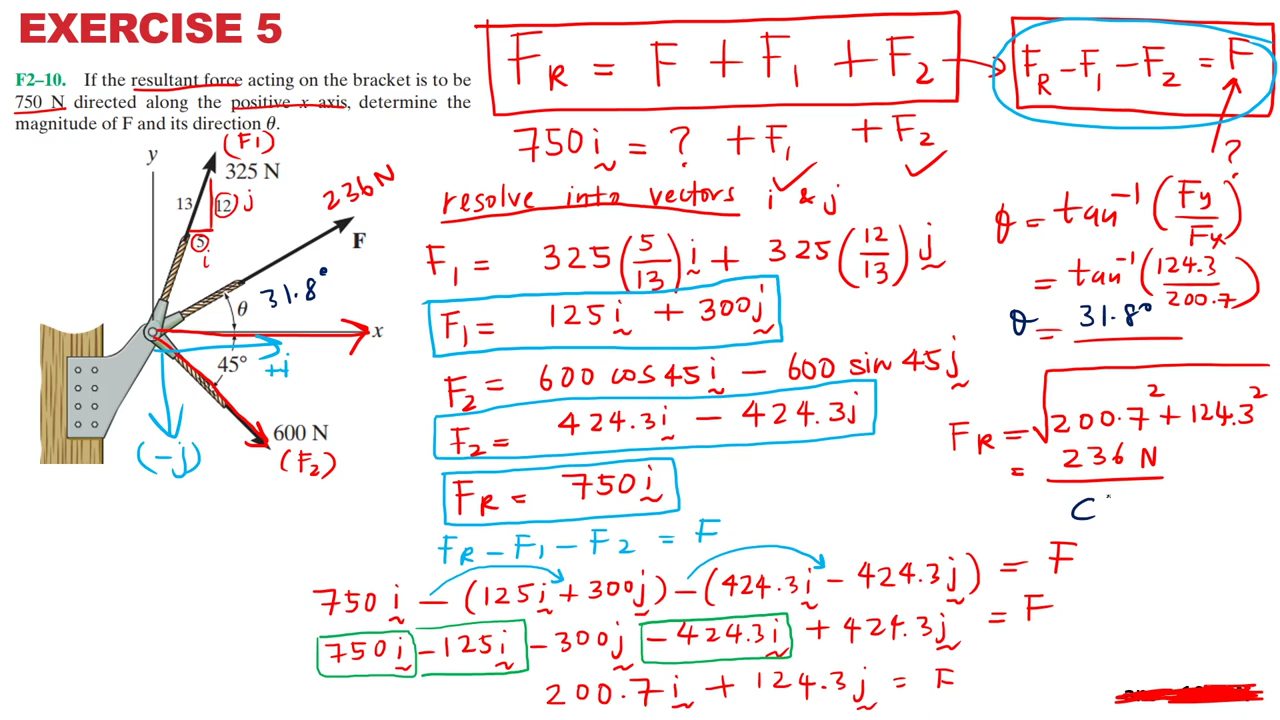 EXERCISE 5
F2–10. If the resultant force acting on the bracket is to be
750 N directed along the positive x axis, determine the
magnitude of F and its direction θ.
y
(F1)
325 N
13
12
j
5
i
236N
F
31.8°
θ
x
+i
45°
600 N
(F2)
(-j)
FR = F + F1 + F2
FR - F1 - F2 = F
?
750i = ? + F1 + F2
resolve into vectors i & j
F1 = 325(5/13)i + 325(12/13)j
F1 = 125i + 300j
F2 = 600 cos 45i - 600 sin 45j
F2 = 424.3i - 424.3j
FR = 750i
FR - F1 - F2 = F
750i - (125i + 300j) - (424.3i - 424.3j) = F
750i - 125i - 300j - 424.3i + 424.3j = F
200.7i + 124.3j = F
θ = tan⁻¹(Fy/Fx)
= tan⁻¹(124.3/200.7)
θ = 31.8°
FR = √200.7² + 124.3²
= 236 N
C